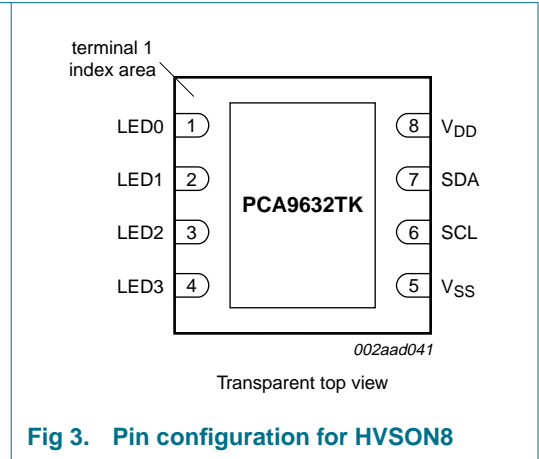 terminal 1
index area
LED0 1 8 VDD
LED1 2 7 SDA
PCA9632TK
LED2 3 6 SCL
LED3 4 5 VSS
002aad041
Transparent top view
Fig 3. Pin configuration for HVSON8